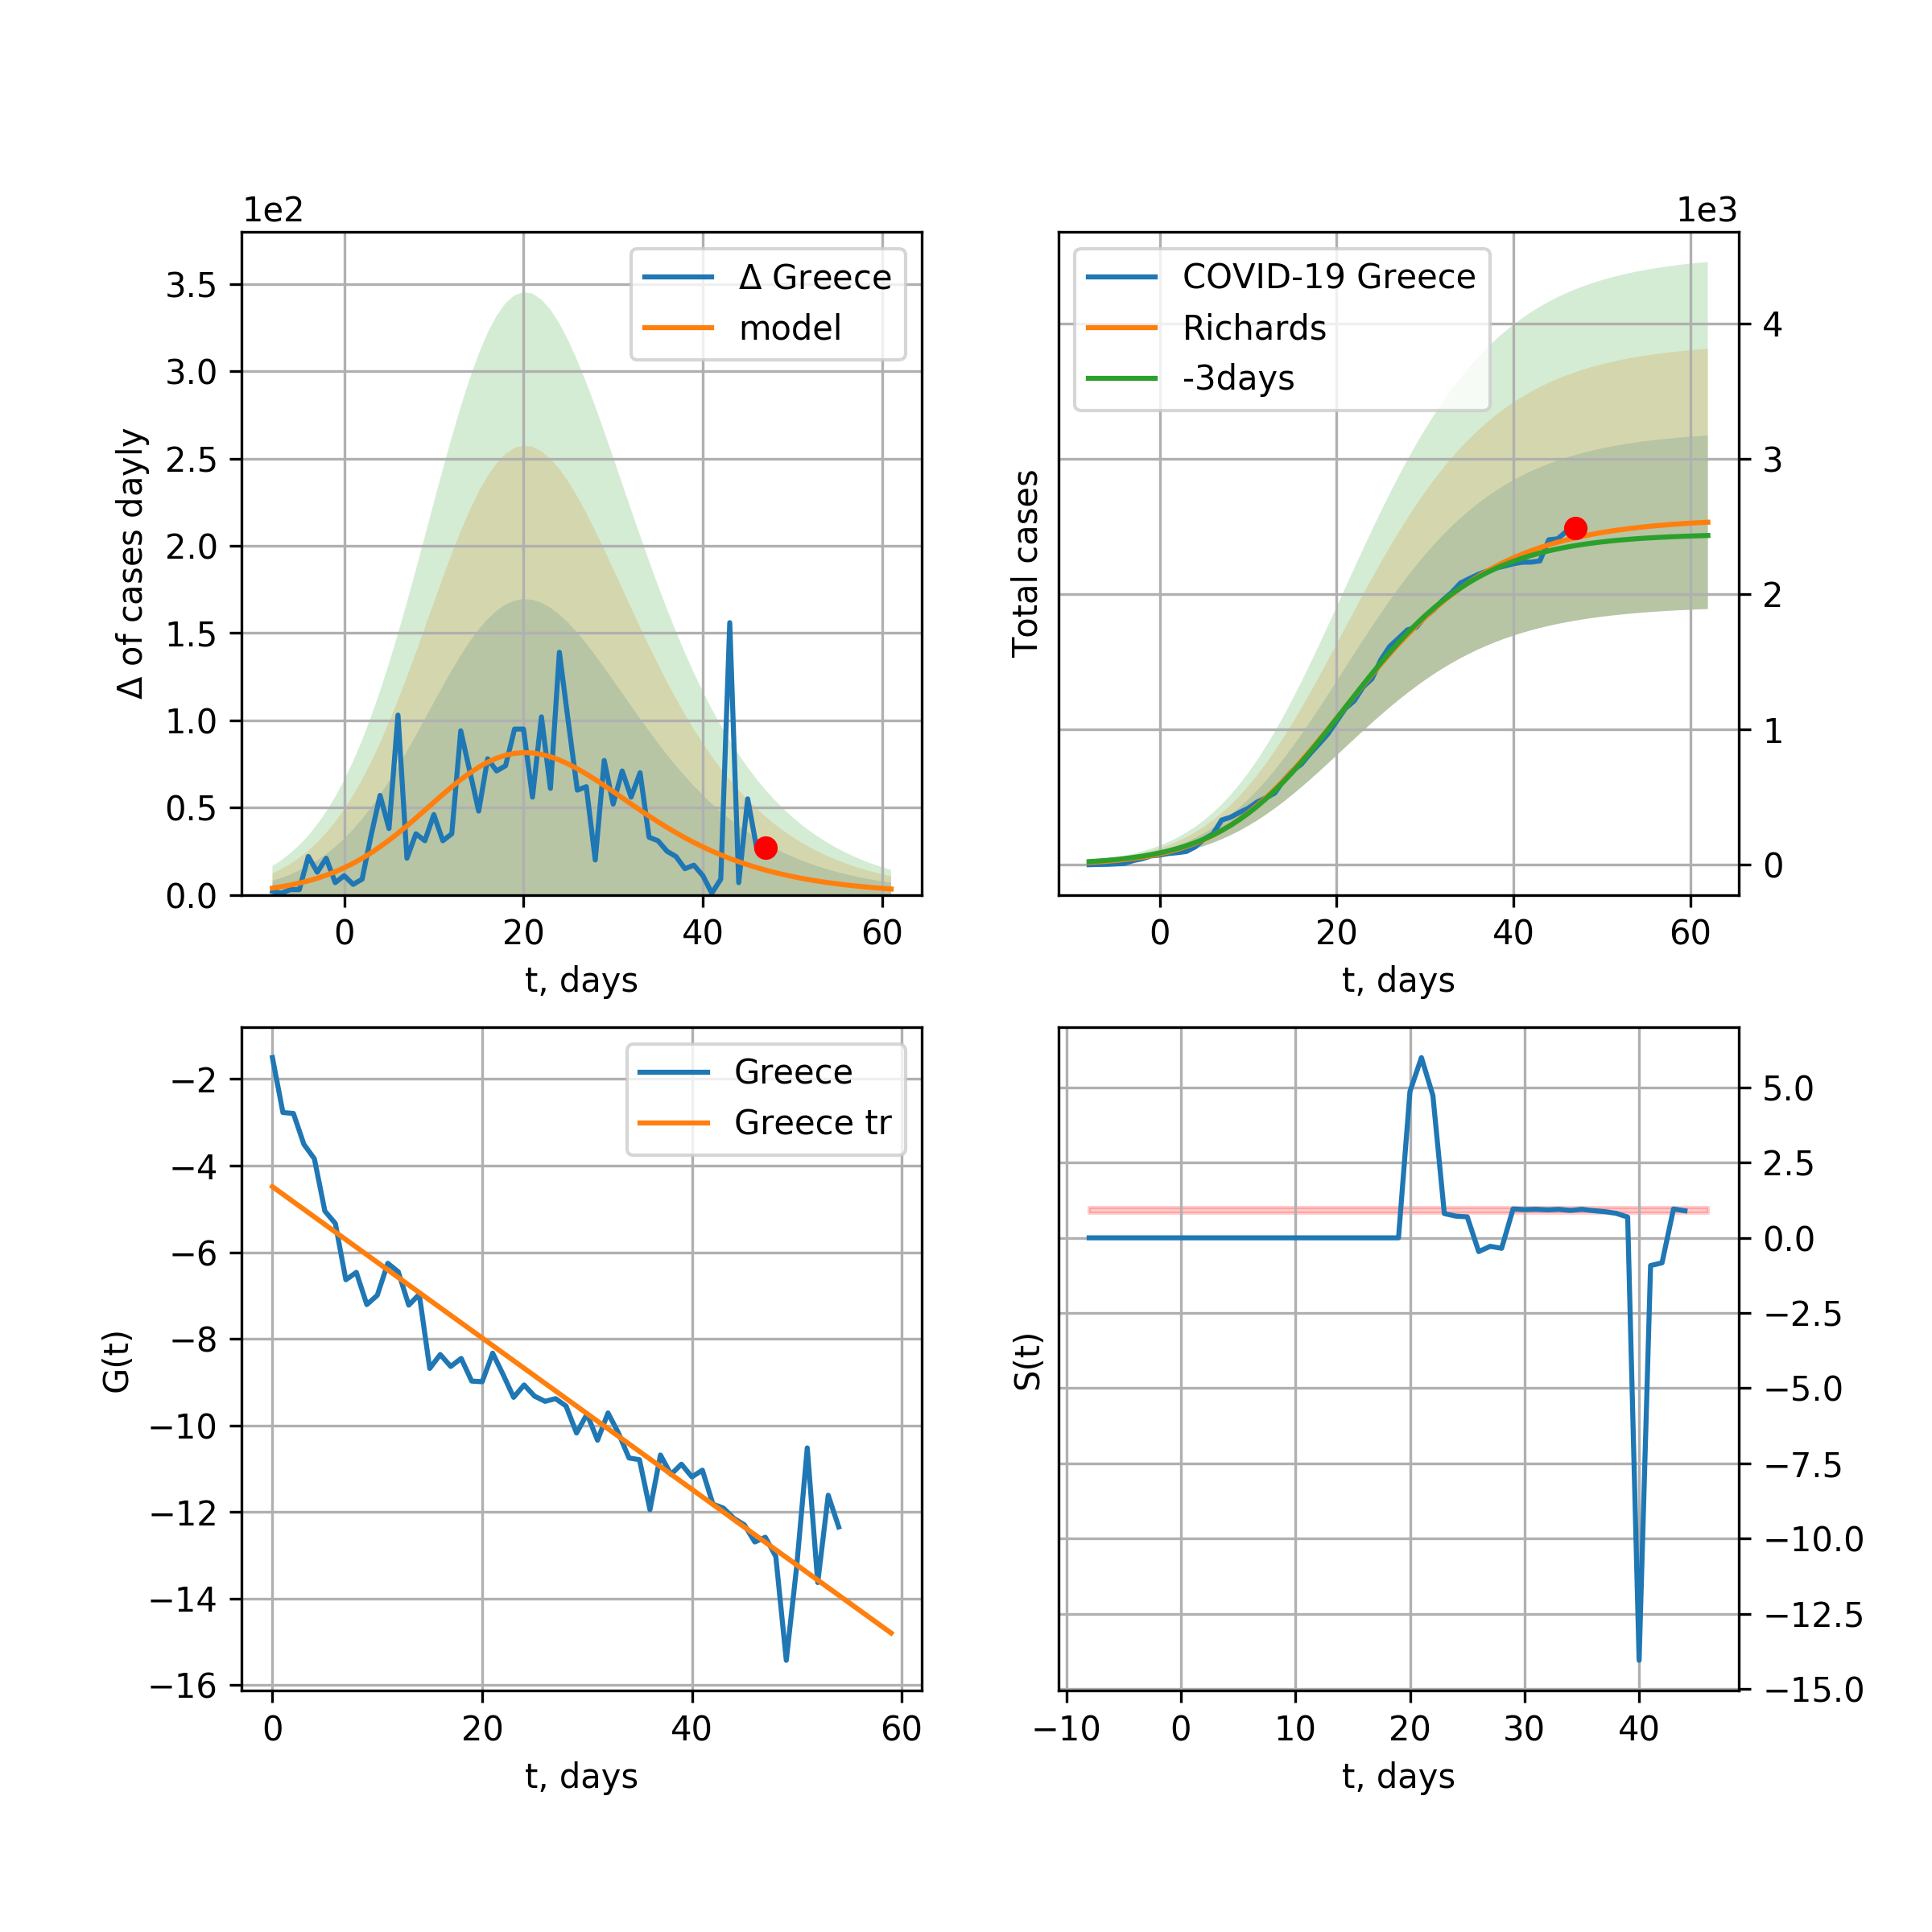 1e2
3.5
3.0
2.5
2.0
1.5
1.0
0.5
0.0
Δ of cases dayly
Δ Greece
model
0 20 40 60
t, days
1e3
4
3
2
1
0
Total cases
COVID-19 Greece
Richards
-3days
0 20 40 60
t, days
−2
−4
−6
−8
−10
−12
−14
−16
G(t)
Greece
Greece tr
0 20 40 60
t, days
5.0
2.5
0.0
−2.5
−5.0
−7.5
−10.0
−12.5
−15.0
S(t)
−10 0 10 20 30 40
t, days